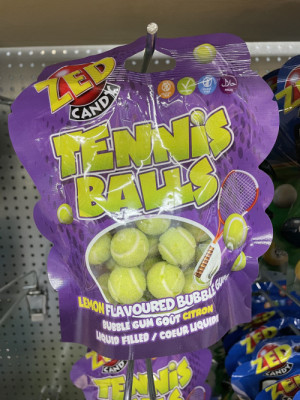 ZED
CANDY
TENNIS
BALLS
LEMON FLAVOURED BUBBLE GUM
BUBBLE GUM GOÛT CITRON
LIQUID FILLED / COEUR LIQUIDE
ZED
CANDY
TENNIS
ZED
CANDY
ZED